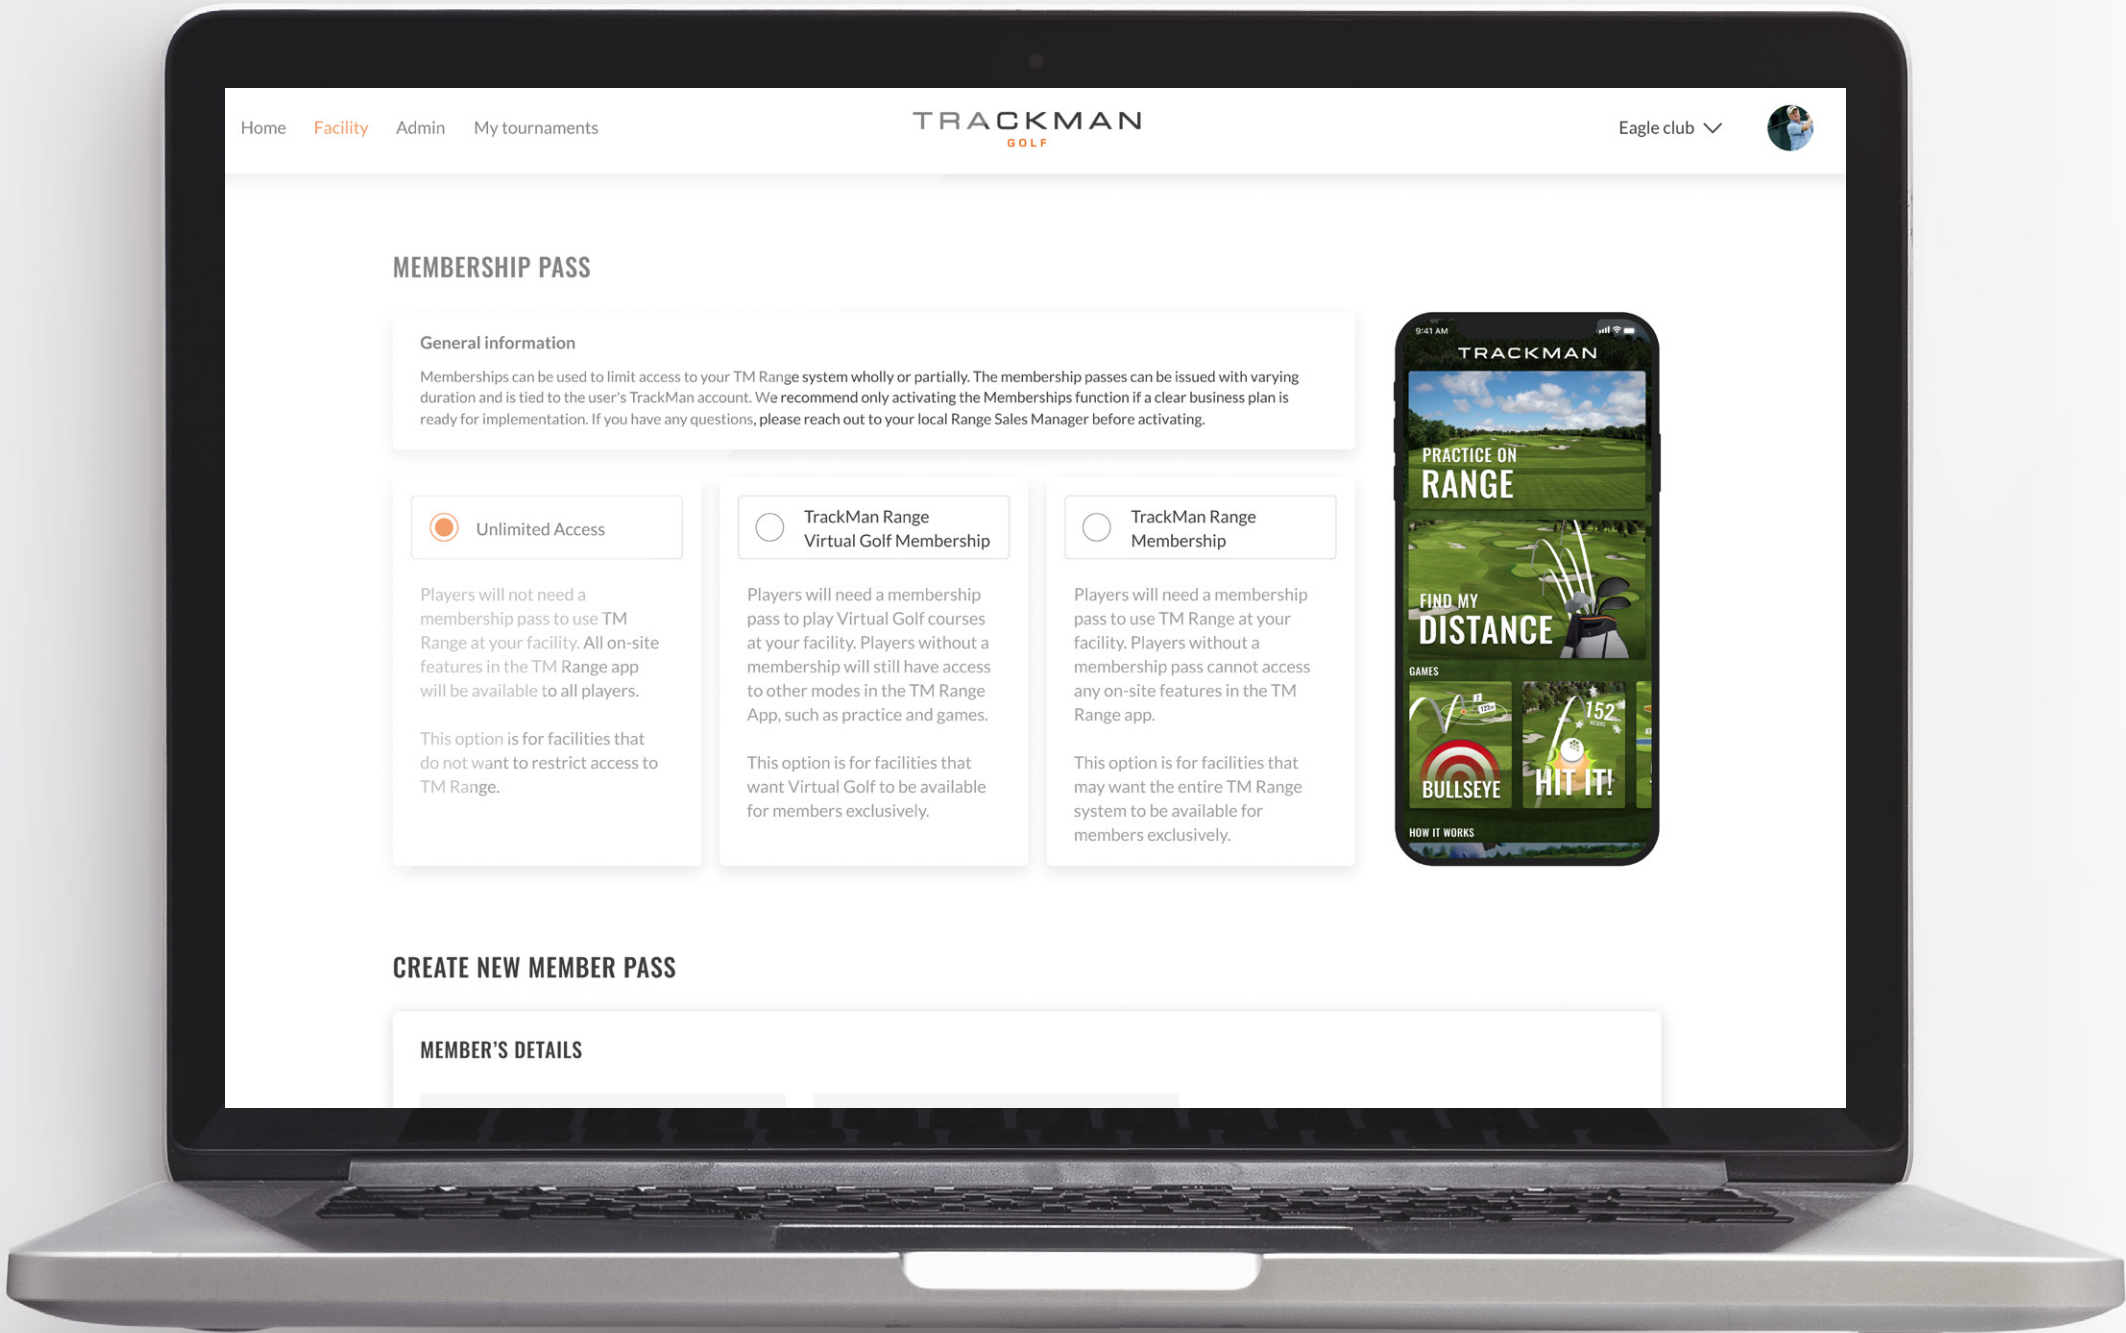 Home Facility Admin My tournaments
TRACKMAN
GOLF
Eagle club
MEMBERSHIP PASS
General information
Memberships can be used to limit access to your TM Range system wholly or partially. The membership passes can be issued with varying
duration and is tied to the user's TrackMan account. We recommend only activating the Memberships function if a clear business plan is
ready for implementation. If you have any questions, please reach out to your local Range Sales Manager before activating.
Unlimited Access
Players will not need a
membership pass to use TM
Range at your facility. All on-site
features in the TM Range app
will be available to all players.
This option is for facilities that
do not want to restrict access to
TM Range.
TrackMan Range
Virtual Golf Membership
Players will need a membership
pass to play Virtual Golf courses
at your facility. Players without a
membership will still have access
to other modes in the TM Range
App, such as practice and games.
This option is for facilities that
want Virtual Golf to be available
for members exclusively.
TrackMan Range
Membership
Players will need a membership
pass to use TM Range at your
facility. Players without a
membership pass cannot access
any on-site features in the TM
Range app.
This option is for facilities that
may want the entire TM Range
system to be available for
members exclusively.
9:41 AM
TRACKMAN
PRACTICE ON
RANGE
FIND MY
DISTANCE
GAMES
BULLSEYE
152
HIT IT!
HOW IT WORKS
CREATE NEW MEMBER PASS
MEMBER'S DETAILS